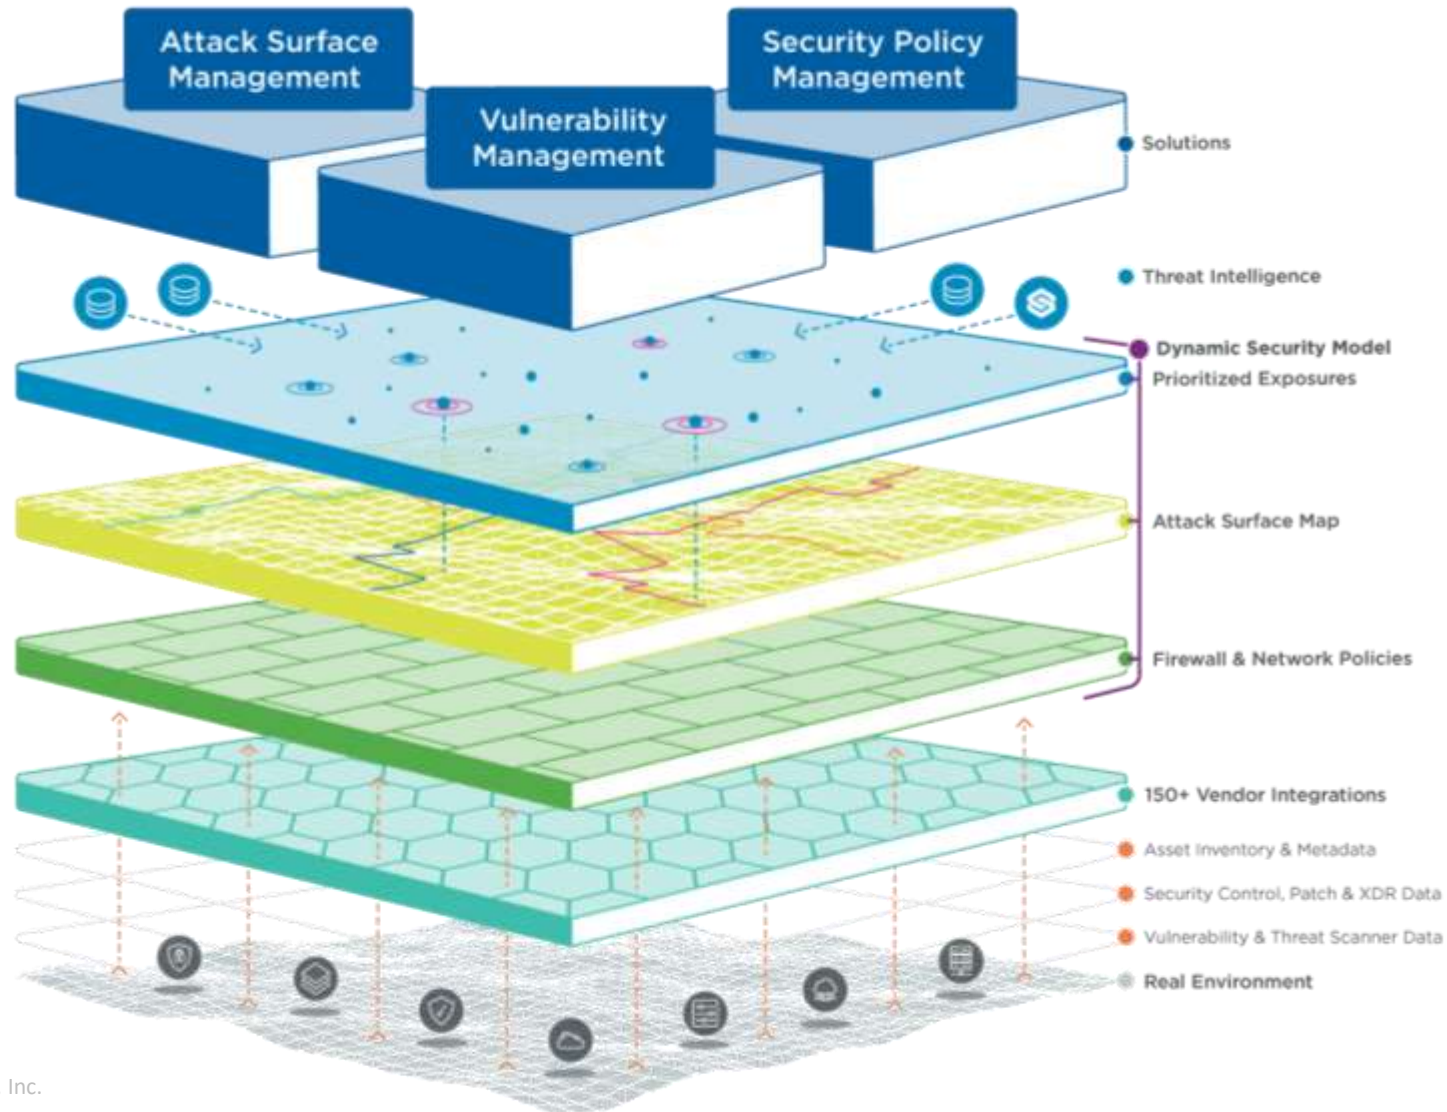 Attack Surface
Management
Security Policy
Management
Vulnerability
Management
Solutions
Threat Intelligence
Dynamic Security Model
Prioritized Exposures
Attack Surface Map
Firewall & Network Policies
150+ Vendor Integrations
Asset Inventory & Metadata
Security Control, Patch & XDR Data
Vulnerability & Threat Scanner Data
Real Environment
Inc.